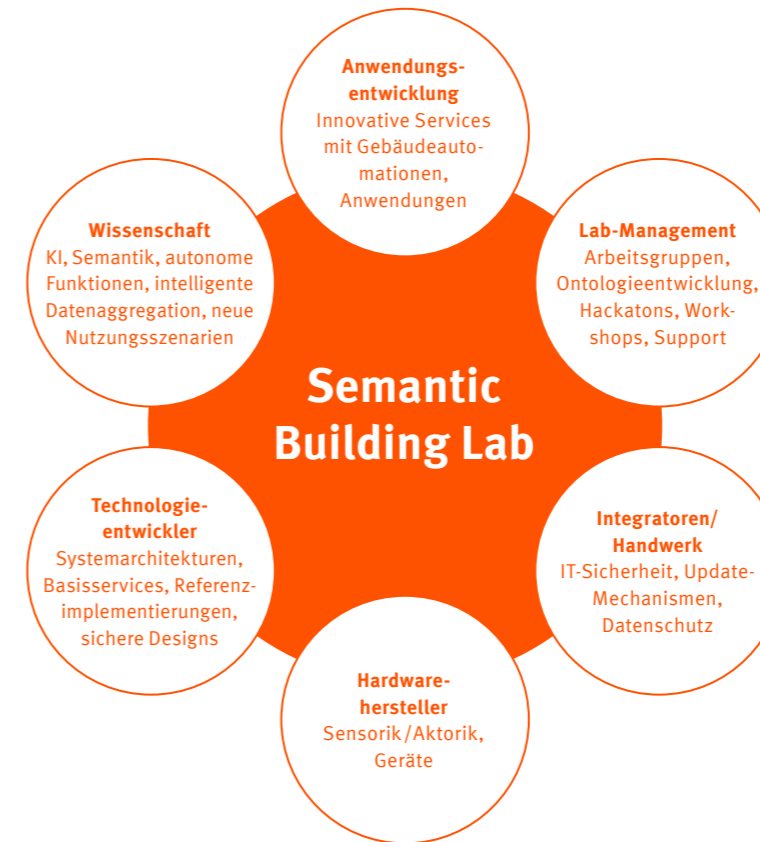 Anwendungs-
entwicklung
Innovative Services
mit Gebäudeauto-
mationen,
Anwendungen
Wissenschaft
KI, Semantik, autonome
Funktionen, intelligente
Datenaggregation, neue
Nutzungsszenarien
Lab-Management
Arbeitsgruppen,
Ontologieentwicklung,
Hackatons, Work-
shops, Support
Semantic
Building Lab
Technologie-
entwickler
Systemarchitekturen,
Basisservices, Referenz-
implementierungen,
sichere Designs
Integratoren/
Handwerk
IT-Sicherheit, Update-
Mechanismen,
Datenschutz
Hardware-
hersteller
Sensorik/Aktorik,
Geräte